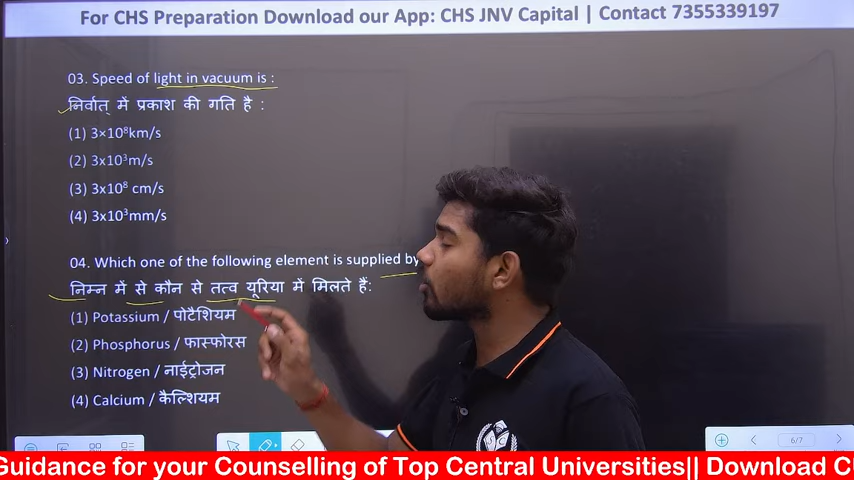 For CHS Preparation Download our App: CHS JNV Capital | Contact 7355339197
03. Speed of light in vacuum is :
निर्वात् में प्रकाश की गति है :
(1) 3×10⁸km/s
(2) 3x10³m/s
(3) 3x10⁸ cm/s
(4) 3x10³mm/s
04. Which one of the following element is supplied by
निम्न में से कौन से तत्व यूरिया में मिलते हैं:
(1) Potassium / पोटैशियम
(2) Phosphorus / फास्फोरस
(3) Nitrogen / नाईट्रोजन
(4) Calcium / कैल्शियम
6/7
Guidance for your Counselling of Top Central Universities|| Download C